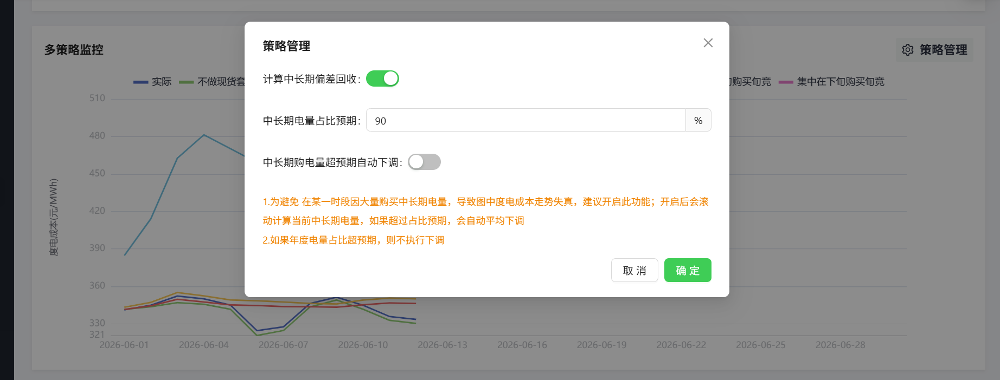 多策略监控
策略管理
实际
不做现货套
购买旬竞
集中在下旬购买旬竞
度电成本(元/MWh)
510
480
450
420
390
360
330
321
2026-06-01
2026-06-04
2026-06-07
2026-06-10
2026-06-13
2026-06-16
2026-06-19
2026-06-22
2026-06-25
2026-06-28
策略管理
计算中长期偏差回收:
中长期电量占比预期:
90
%
中长期购电量超预期自动下调:
1.为避免 在某一时段因大量购买中长期电量，导致图中度电成本走势失真，建议开启此功能；开启后会滚
动计算当前中长期电量，如果超过占比预期，会自动平均下调
2.如果年度电量占比超预期，则不执行下调
取 消
确 定